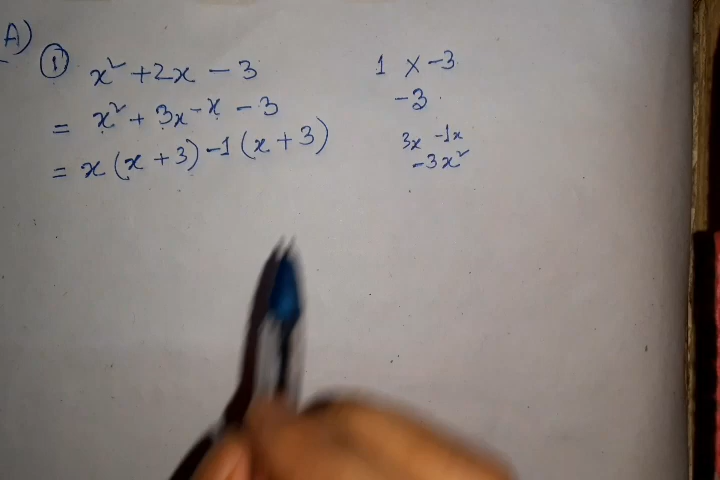 A)
① x² + 2x - 3
= x² + 3x - x - 3
= x (x + 3) - 1 (x + 3)
1 × -3
-3
3x -1x
-3x²